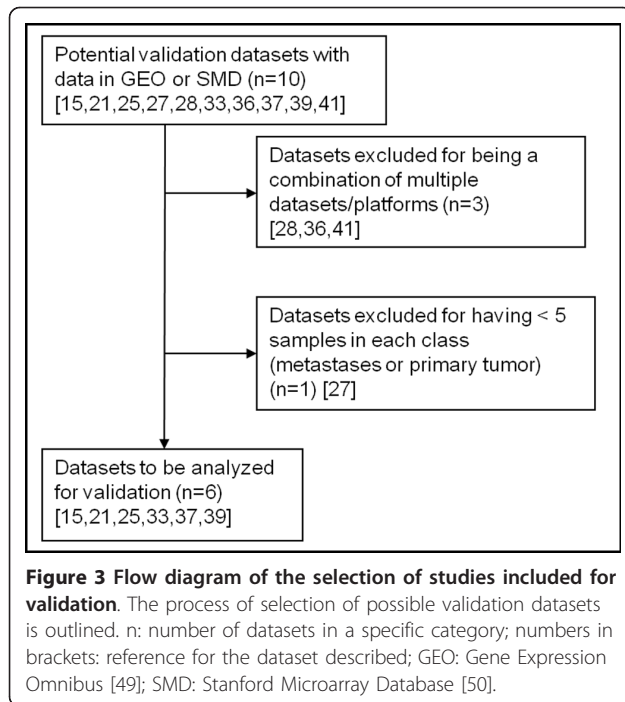 Potential validation datasets with
data in GEO or SMD (n=10)
[15,21,25,27,28,33,36,37,39,41]
Datasets excluded for being a
combination of multiple
datasets/platforms (n=3)
[28,36,41]
Datasets excluded for having < 5
samples in each class
(metastases or primary tumor)
(n=1) [27]
Datasets to be analyzed
for validation (n=6)
[15,21,25,33,37,39]
Figure 3 Flow diagram of the selection of studies included for
validation. The process of selection of possible validation datasets
is outlined. n: number of datasets in a specific category; numbers in
brackets: reference for the dataset described; GEO: Gene Expression
Omnibus [49]; SMD: Stanford Microarray Database [50].